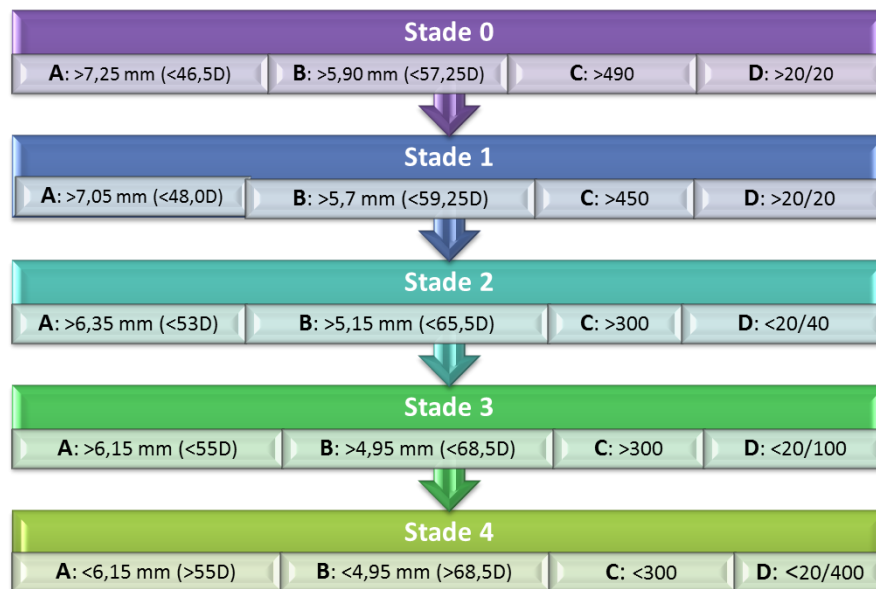 Stade 0
A: >7,25 mm (<46,5D) B: >5,90 mm (<57,25D) C: >490 D: >20/20
Stade 1
A: >7,05 mm (<48,0D) B: >5,7 mm (<59,25D) C: >450 D: >20/20
Stade 2
A: >6,35 mm (<53D) B: >5,15 mm (<65,5D) C: >300 D: <20/40
Stade 3
A: >6,15 mm (<55D) B: >4,95 mm (<68,5D) C: >300 D: <20/100
Stade 4
A: <6,15 mm (>55D) B: <4,95 mm (>68,5D) C: <300 D: <20/400